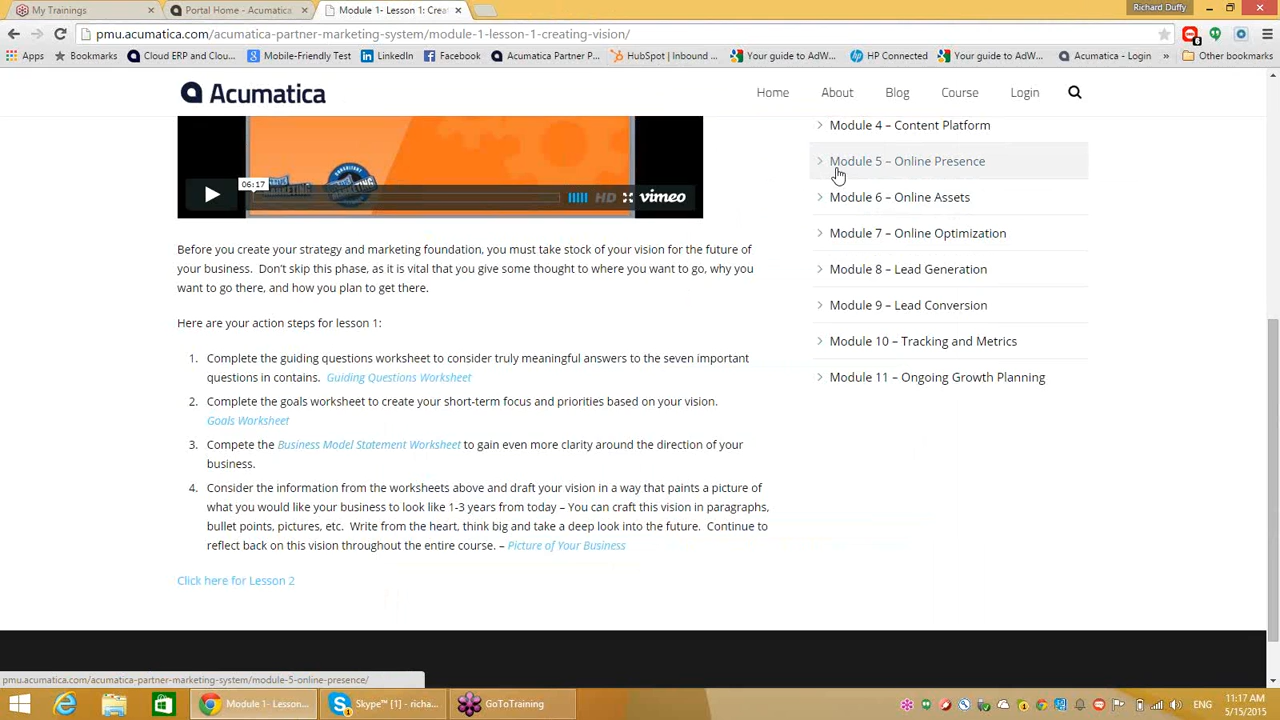 My Trainings
Portal Home - Acumatica
Module 1- Lesson 1: Creat
Richard Duffy
pmu.acumatica.com/acumatica-partner-marketing-system/module-1-lesson-1-creating-vision/
Apps
Bookmarks
Cloud ERP and Clou...
Mobile-Friendly Test
LinkedIn
Facebook
Acumatica Partner P...
HubSpot | Inbound ...
Your guide to AdW...
HP Connected
Your guide to AdW...
Acumatica - Login
»
Other bookmarks
Acumatica
Home
About
Blog
Course
Login
Module 4 – Content Platform
Module 5 – Online Presence
Module 6 – Online Assets
Module 7 – Online Optimization
Module 8 – Lead Generation
Module 9 – Lead Conversion
Module 10 – Tracking and Metrics
Module 11 – Ongoing Growth Planning
06:17
HD
vimeo
Before you create your strategy and marketing foundation, you must take stock of your vision for the future of
your business. Don't skip this phase, as it is vital that you give some thought to where you want to go, why you
want to go there, and how you plan to get there.
Here are your action steps for lesson 1:
1. Complete the guiding questions worksheet to consider truly meaningful answers to the seven important
questions in contains. Guiding Questions Worksheet
2. Complete the goals worksheet to create your short-term focus and priorities based on your vision.
Goals Worksheet
3. Compete the Business Model Statement Worksheet to gain even more clarity around the direction of your
business.
4. Consider the information from the worksheets above and draft your vision in a way that paints a picture of
what you would like your business to look like 1-3 years from today – You can craft this vision in paragraphs,
bullet points, pictures, etc. Write from the heart, think big and take a deep look into the future. Continue to
reflect back on this vision throughout the entire course. – Picture of Your Business
Click here for Lesson 2
pmu.acumatica.com/acumatica-partner-marketing-system/module-5-online-presence/
Module 1- Lesson...
Skype™ [1] - richa...
GoToTraining
ENG
11:17 AM
5/15/2015